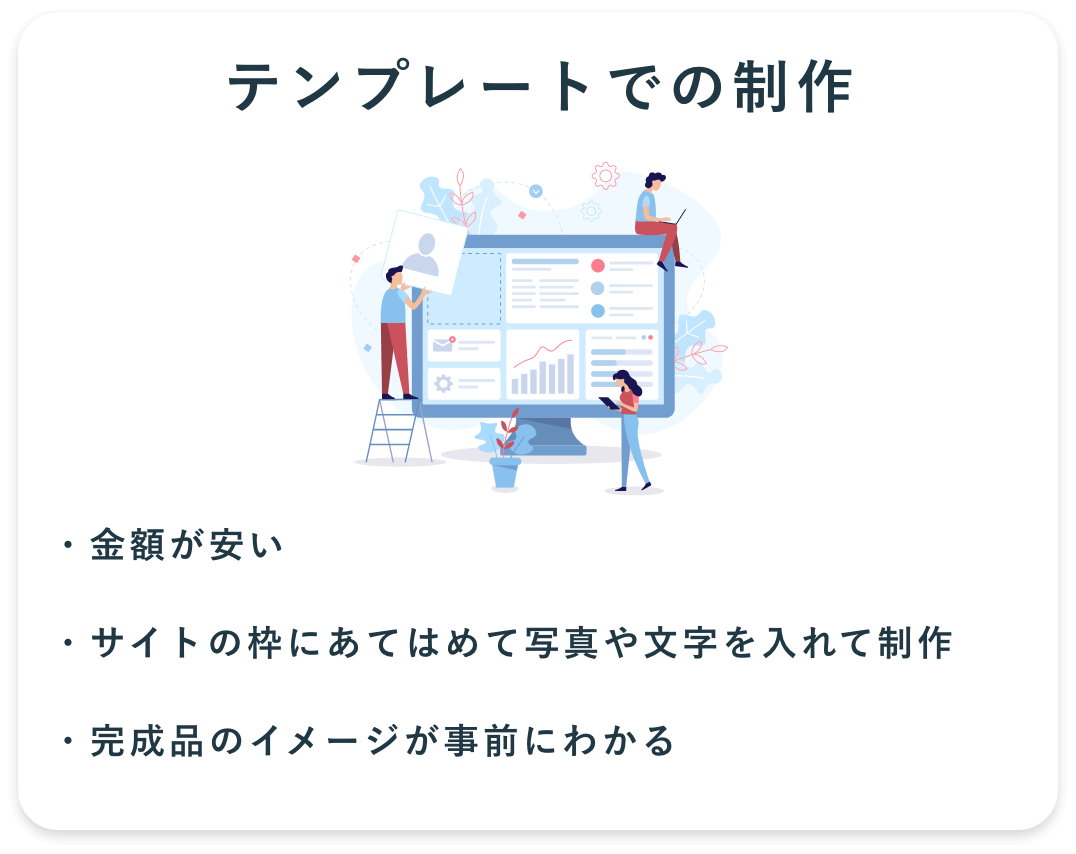 テンプレートでの制作
・金額が安い
・サイトの枠にあてはめて写真や文字を入れて制作
・完成品のイメージが事前にわかる